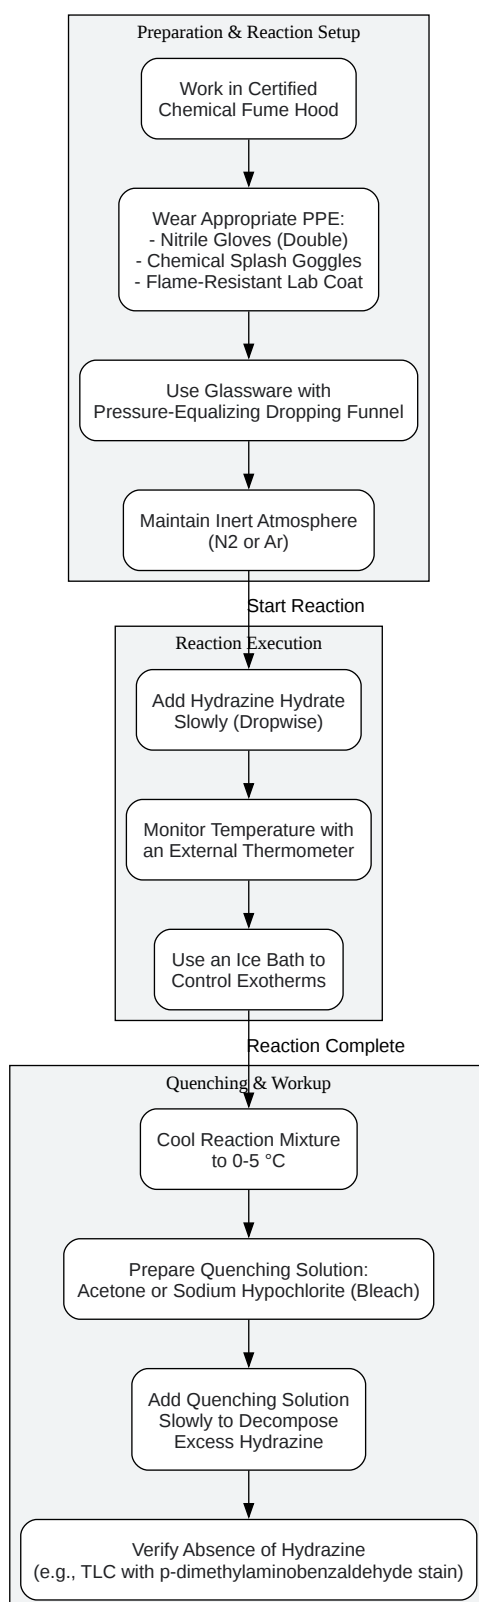 Preparation & Reaction Setup
Work in Certified
Chemical Fume Hood
Wear Appropriate PPE:
- Nitrile Gloves (Double)
- Chemical Splash Goggles
- Flame-Resistant Lab Coat
Use Glassware with
Pressure-Equalizing Dropping Funnel
Maintain Inert Atmosphere
(N2 or Ar)
Start Reaction
Reaction Execution
Add Hydrazine Hydrate
Slowly (Dropwise)
Monitor Temperature with
an External Thermometer
Use an Ice Bath to
Control Exotherms
Reaction Complete
Quenching & Workup
Cool Reaction Mixture
to 0-5 °C
Prepare Quenching Solution:
Acetone or Sodium Hypochlorite (Bleach)
Add Quenching Solution
Slowly to Decompose
Excess Hydrazine
Verify Absence of Hydrazine
(e.g., TLC with p-dimethylaminobenzaldehyde stain)